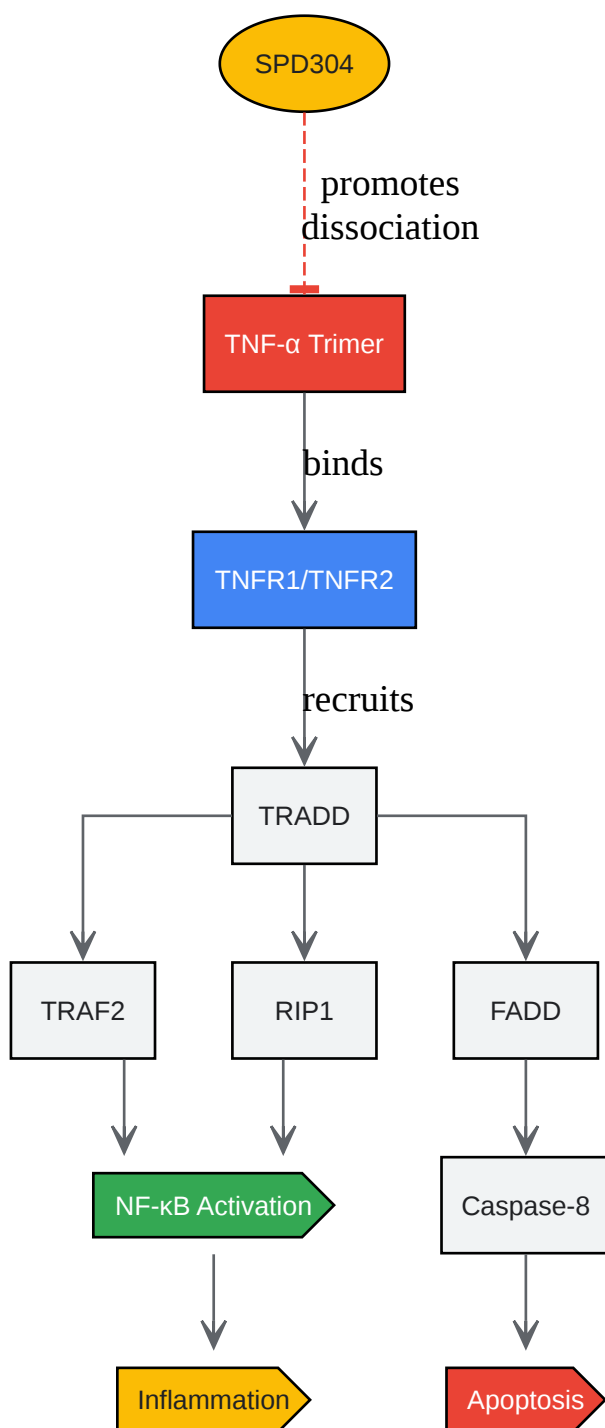 SPD304
promotes
dissociation
TNF-α Trimer
binds
TNFR1/TNFR2
recruits
TRADD
TRAF2
RIP1
FADD
NF-κB Activation
Caspase-8
Inflammation
Apoptosis